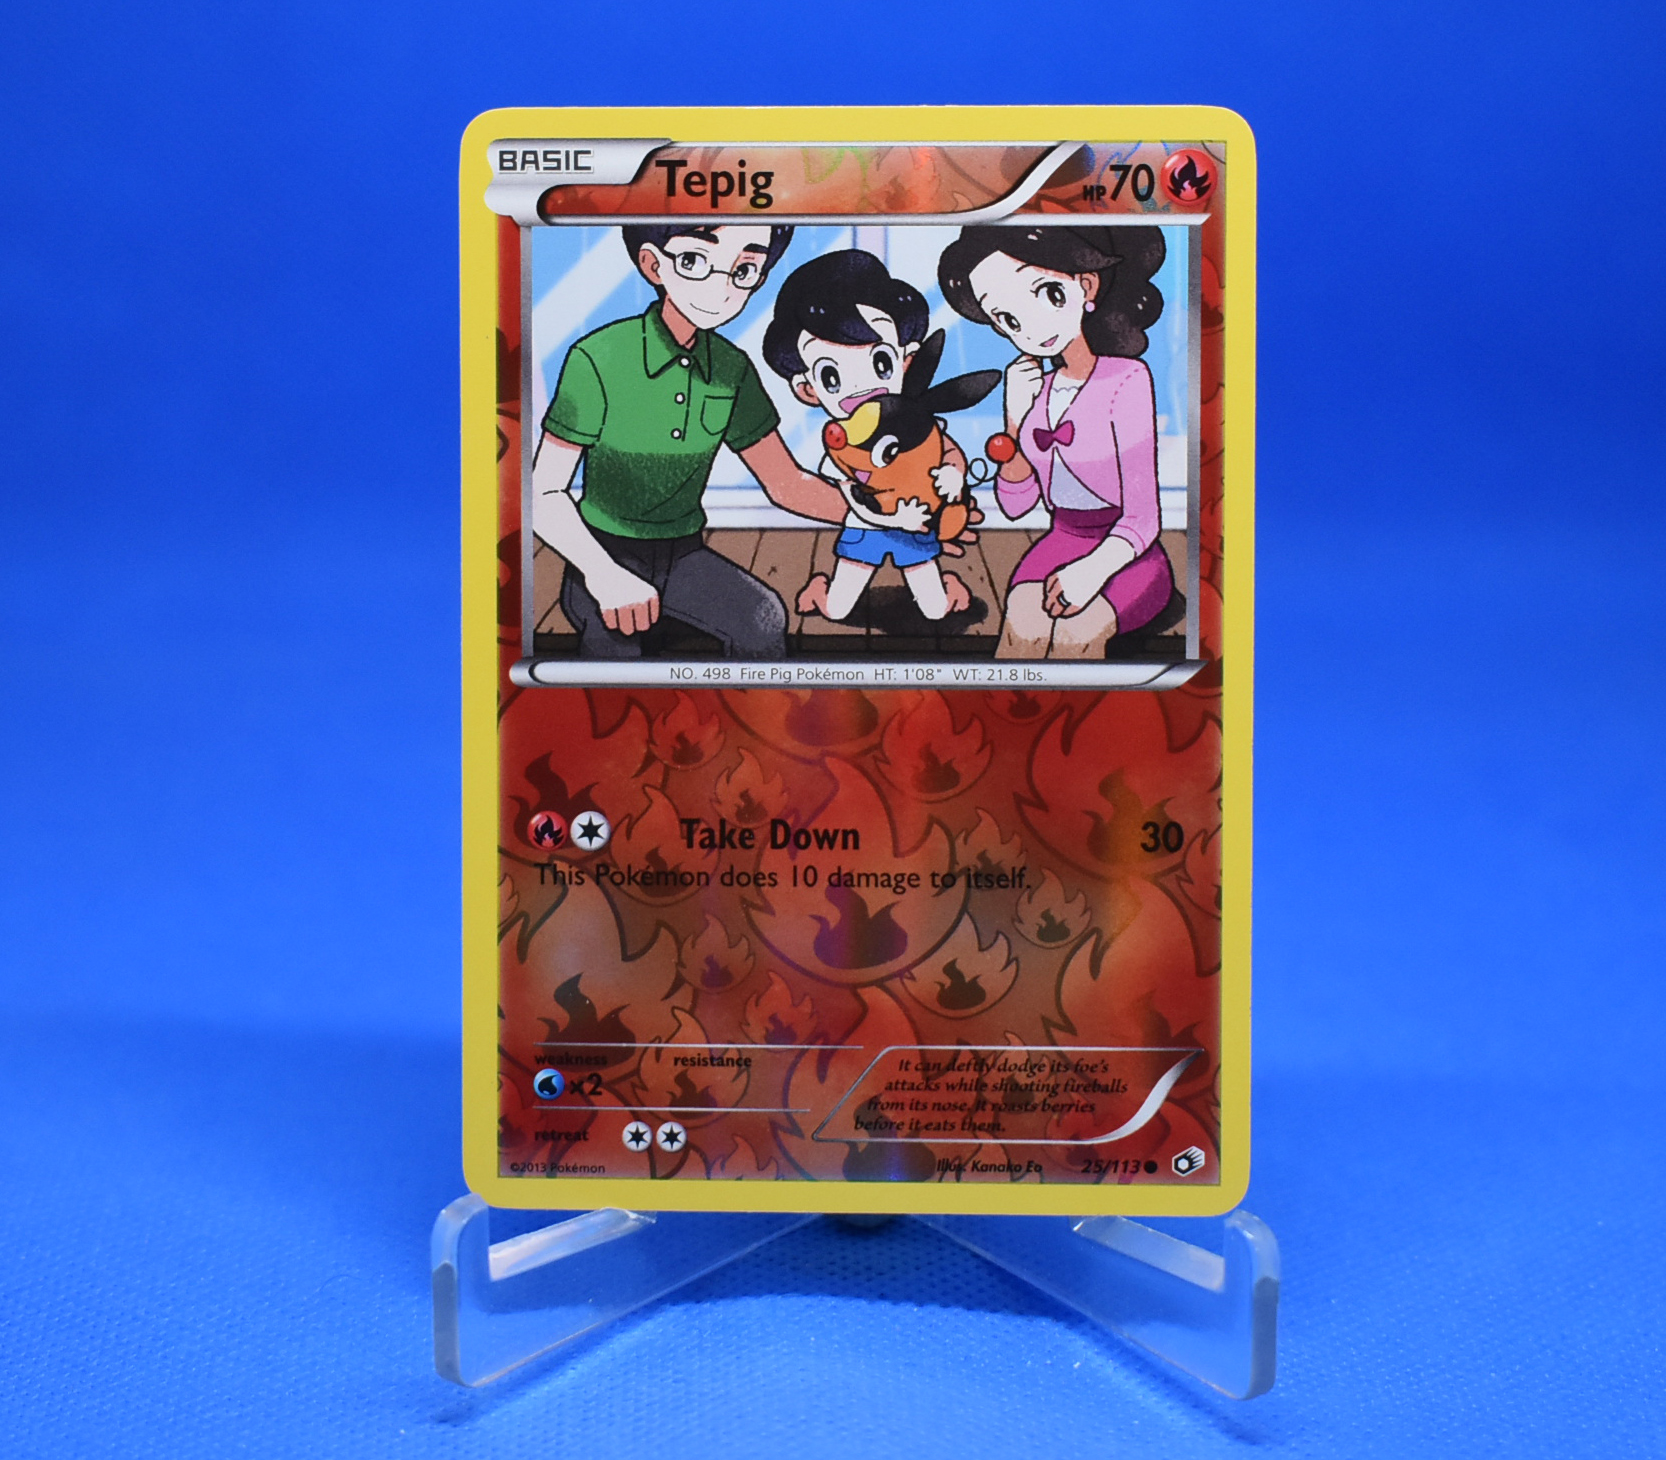 BASIC
Tepig
HP 70
NO. 498 Fire Pig Pokémon HT: 1'08" WT: 21.8 lbs.
Take Down 30
This Pokémon does 10 damage to itself.
weakness resistance
×2
It can deftly dodge its foe's
attacks while shooting fireballs
from its nose. It roasts berries
before it eats them.
retreat
©2013 Pokémon
Illus. Kanako Eo
25/113